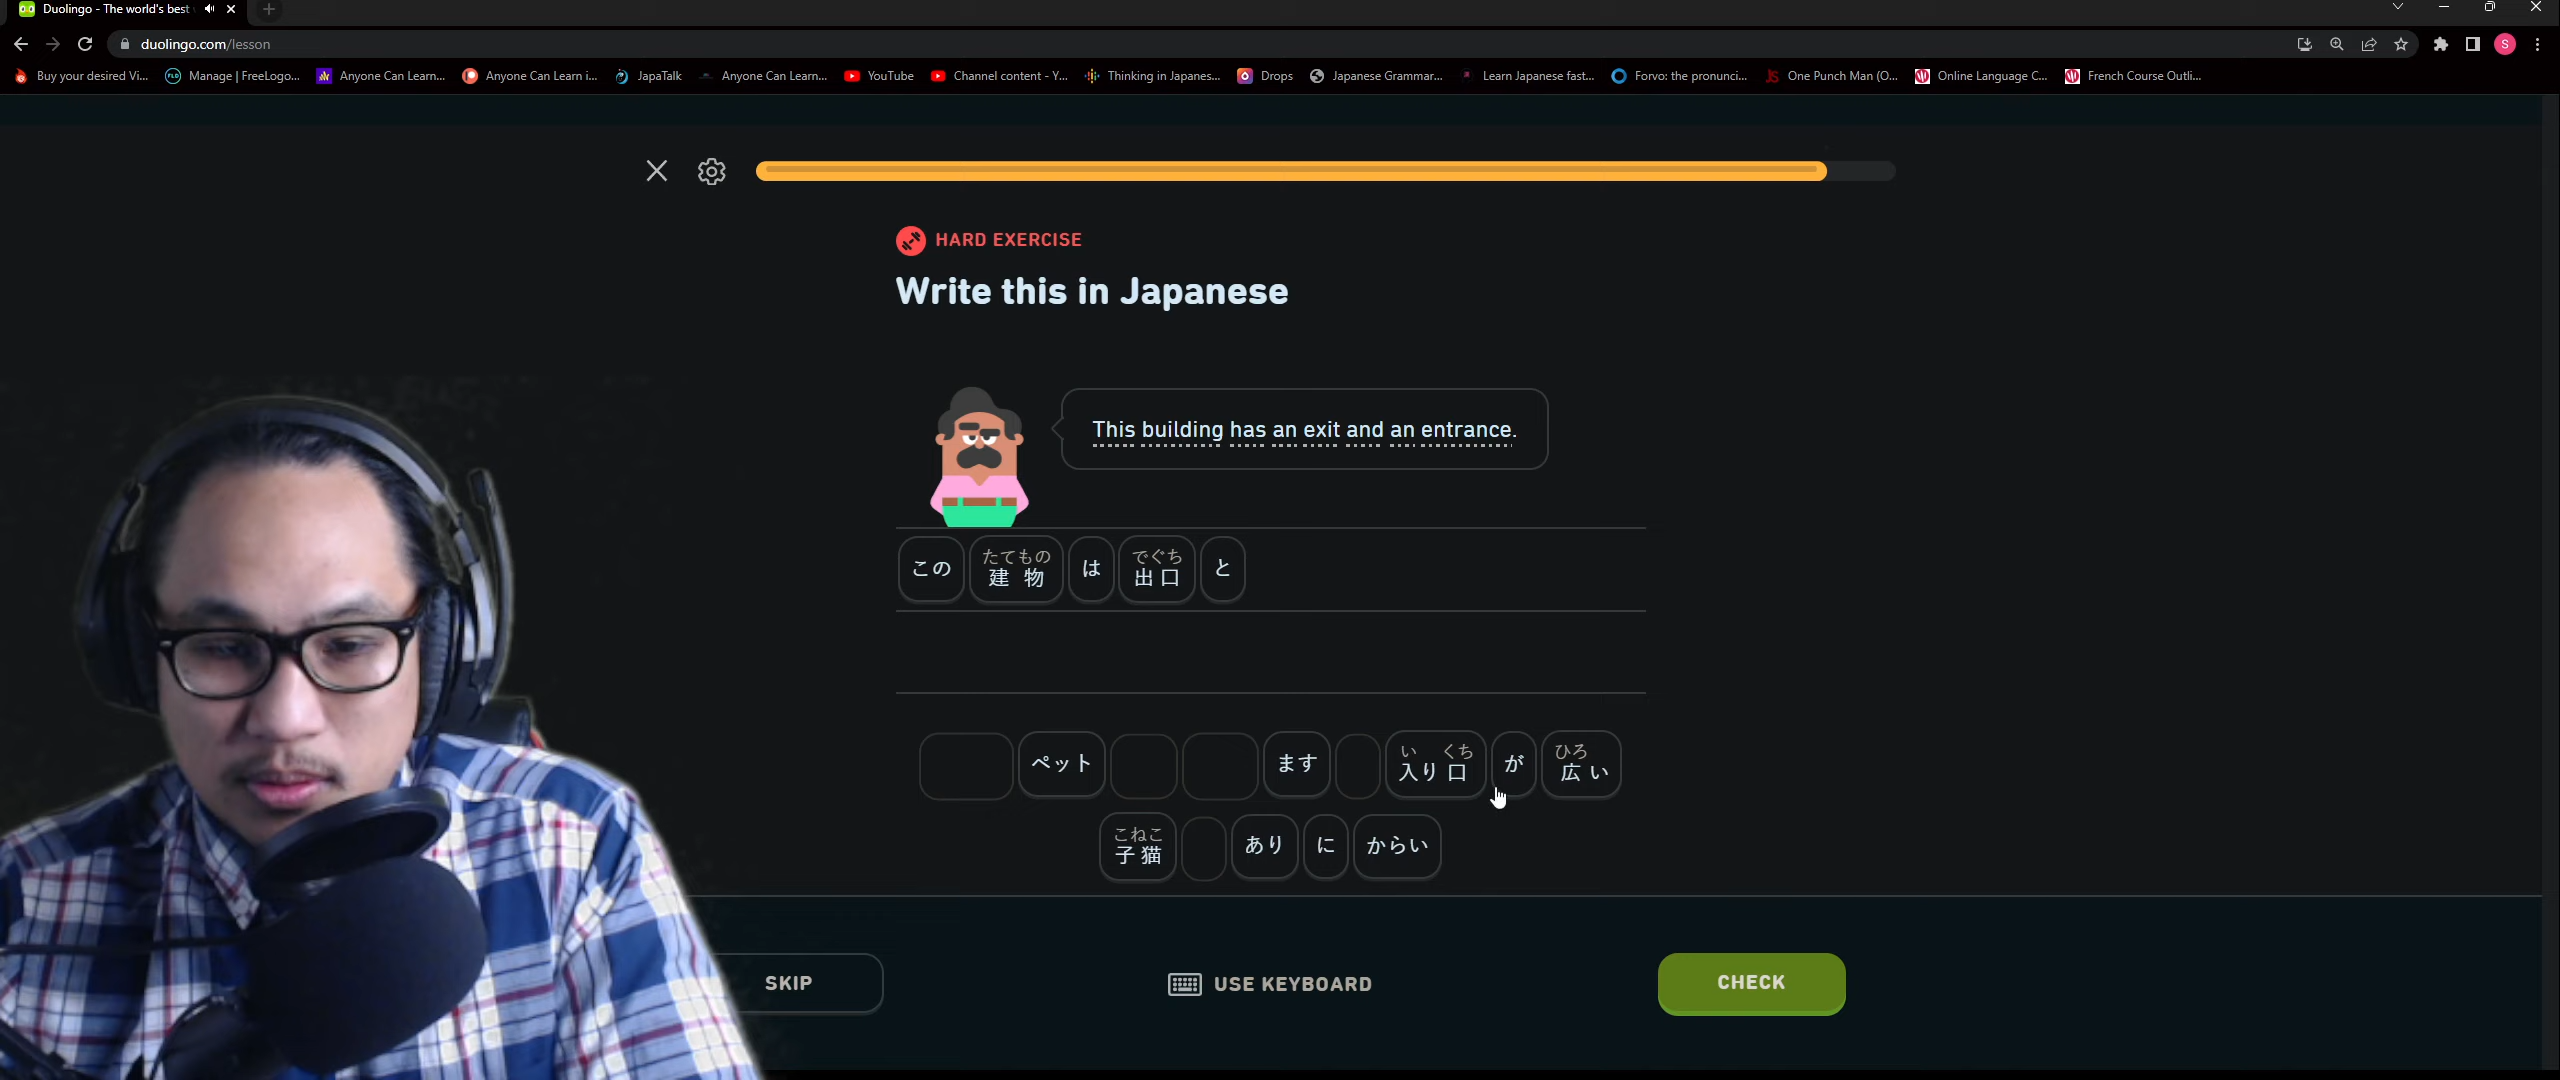 Duolingo - The world's best
duolingo.com/lesson
Buy your desired Vi... Manage | FreeLogo... Anyone Can Learn... Anyone Can Learn i... JapaTalk Anyone Can Learn... YouTube Channel content - Y... Thinking in Japanes... Drops Japanese Grammar... Learn Japanese fast... Forvo: the pronunci... One Punch Man (O... Online Language C... French Course Outli...
HARD EXERCISE
Write this in Japanese
This building has an exit and an entrance.
たてもの でぐち
この 建物 は 出口 と
い くち ひろ
ペット ます 入り口 が 広い
こねこ
子猫 あり に からい
SKIP USE KEYBOARD CHECK